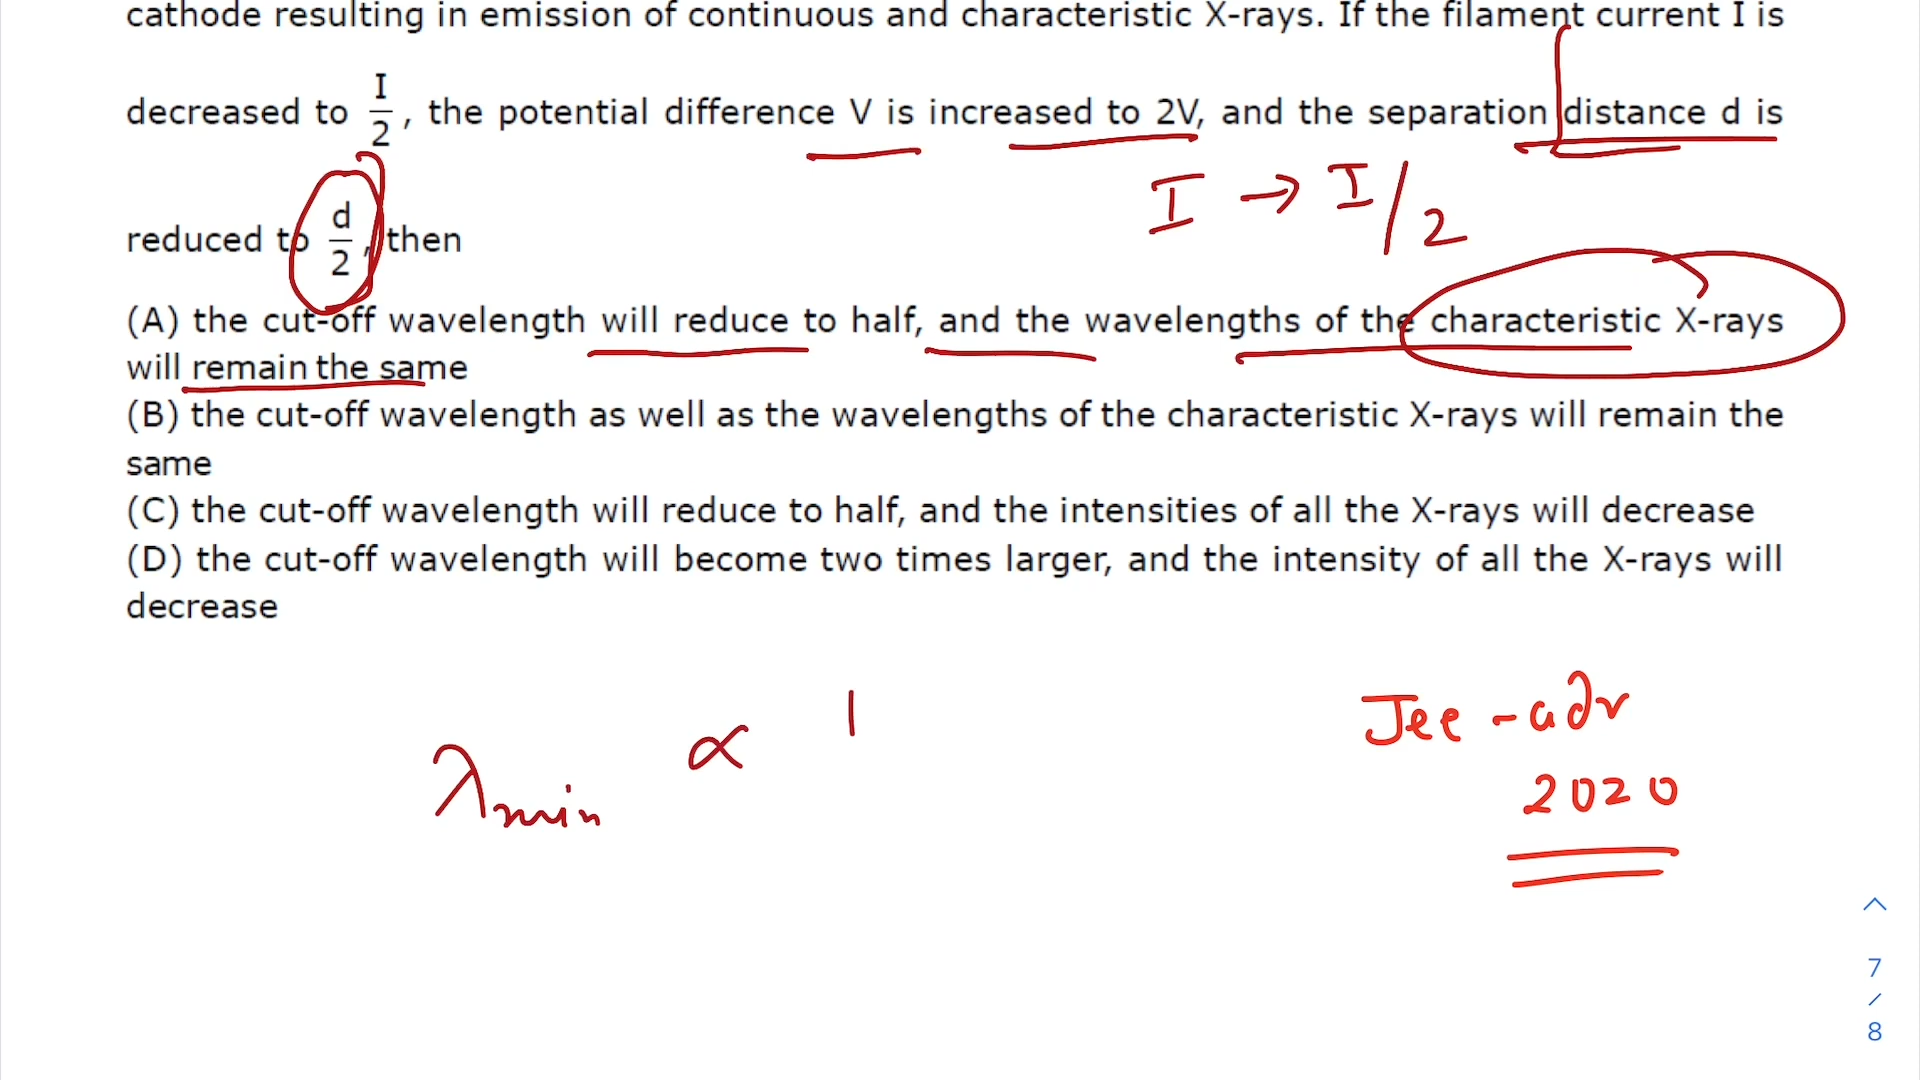 cathode resulting in emission of continuous and characteristic X-rays. If the filament current I is
decreased to I/2, the potential difference V is increased to 2V, and the separation distance d is
I → I/2
reduced to d/2, then
(A) the cut-off wavelength will reduce to half, and the wavelengths of the characteristic X-rays
will remain the same
(B) the cut-off wavelength as well as the wavelengths of the characteristic X-rays will remain the
same
(C) the cut-off wavelength will reduce to half, and the intensities of all the X-rays will decrease
(D) the cut-off wavelength will become two times larger, and the intensity of all the X-rays will
decrease
λmin ∝ 1
Jee - adv
2020
7
/
8